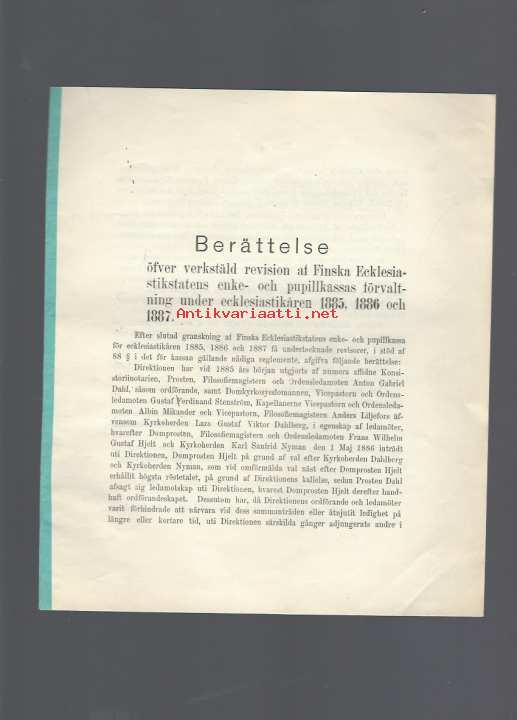 Antikvariaatti.net
Berättelse
öfver verkstäld revision af Finska Ecklesia-
stikstatens enke- och pupillkassas förvalt-
ning under ecklesiastikåren 1885, 1886 och
1887.
Antikvariaatti.net
Efter slutad granskning af Finska Ecklesiastikstatens enke- och pupillkassa
för ecklesiastikåren 1885, 1886 och 1887 få undertecknade revisorer, i stöd af
88 § i det för kassan gällande nådiga reglemente, afgifva följande berättelse:
Direktionen har vid 1885 års början utgjorts af numera aflidne Konsi-
storiinotarien, Prosten, Filosofiemagistern och Ordensledamoten Anton Gabriel
Dahl, såsom ordförande, samt Domkyrkosysslomannen, Vicepastorn och Ordens-
ledamoten Gustaf Ferdinand Stenström, Kapellanerne Vicepastorn och Ordensleda-
moten Albin Mikander och Vicepastorn, Filosofiemagistern Anders Liljefors äf-
vensom Kyrkoherden Lars Gustaf Viktor Dahlberg, i egenskap af ledamöter,
hvarefter Domprosten, Filosofiemagistern och Ordensledamoten Frans Wilhelm
Gustaf Hjelt och Kyrkoherden Karl Sanfrid Nyman den 1 Maj 1886 inträdt
uti Direktionen, Domprosten Hjelt på grund af val efter Kyrkoherden Dahlberg
och Kyrkoherden Nyman, som vid omförmälda val näst efter Domprosten Hjelt
erhållit högsta röstetalet, på grund af Direktionens kallelse, sedan Prosten Dahl
afsagt sig ledamotskap uti Direktionen, hvarest Domprosten Hjelt derefter hand-
haft ordförandskapet. Dessutom har, då Direktionens ordförande och ledamöter
varit förhindrade att närvara vid dess sammanträden eller åtnjutit ledighet på
längre eller kortare tid, uti Direktionen särskilda gånger adjungerats andre i
Antikvariaatti.net